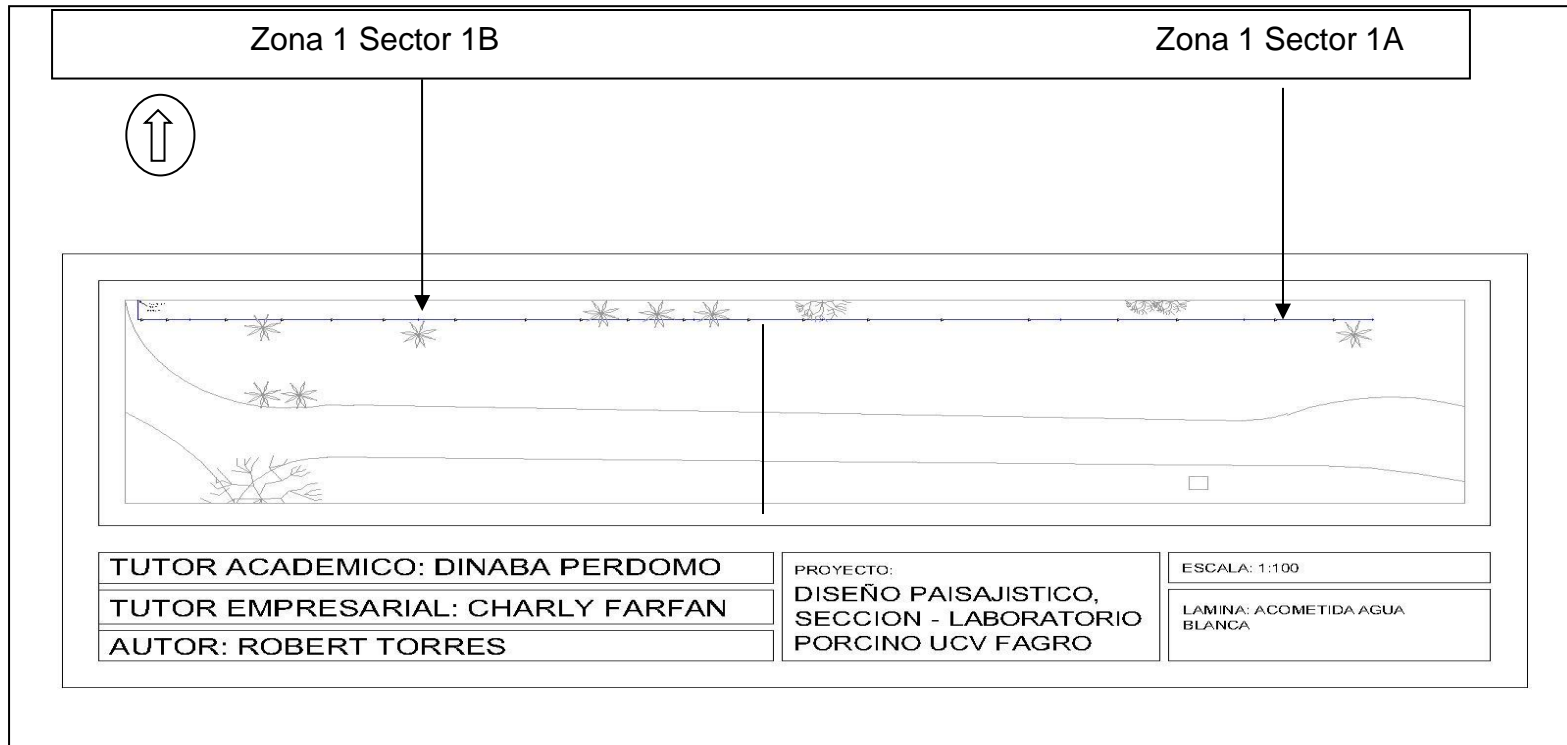 Zona 1 Sector 1B
Zona 1 Sector 1A
TUTOR ACADEMICO: DINABA PERDOMO
TUTOR EMPRESARIAL: CHARLY FARFAN
AUTOR: ROBERT TORRES
PROYECTO:
DISEÑO PAISAJISTICO,
SECCION - LABORATORIO
PORCINO UCV FAGRO
ESCALA: 1:100
LAMINA: ACOMETIDA AGUA
BLANCA